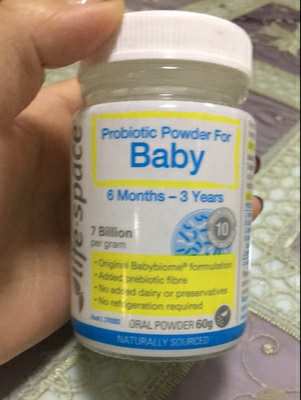 Probiotic Powder For
Baby
6 Months – 3 Years
7 Billion
per gram
10
life space
• Original Babybiome® formulation
• Added prebiotic fibre
• No added dairy or preservatives
• No refrigeration required
ORAL POWDER 60g
NATURALLY SOURCED